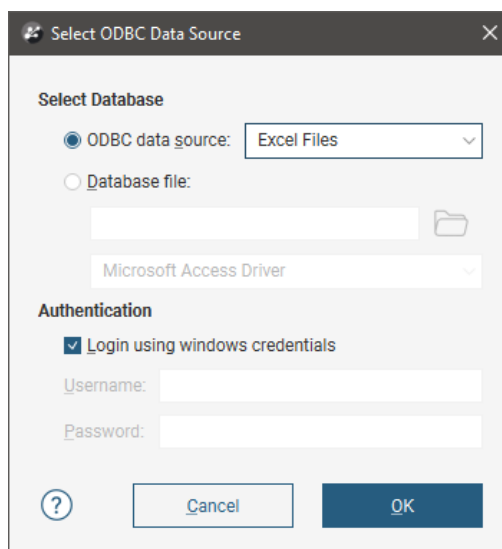 Select ODBC Data Source
Select Database
ODBC data source: Excel Files
Database file:
Microsoft Access Driver
Authentication
Login using windows credentials
Username:
Password:
? Cancel OK